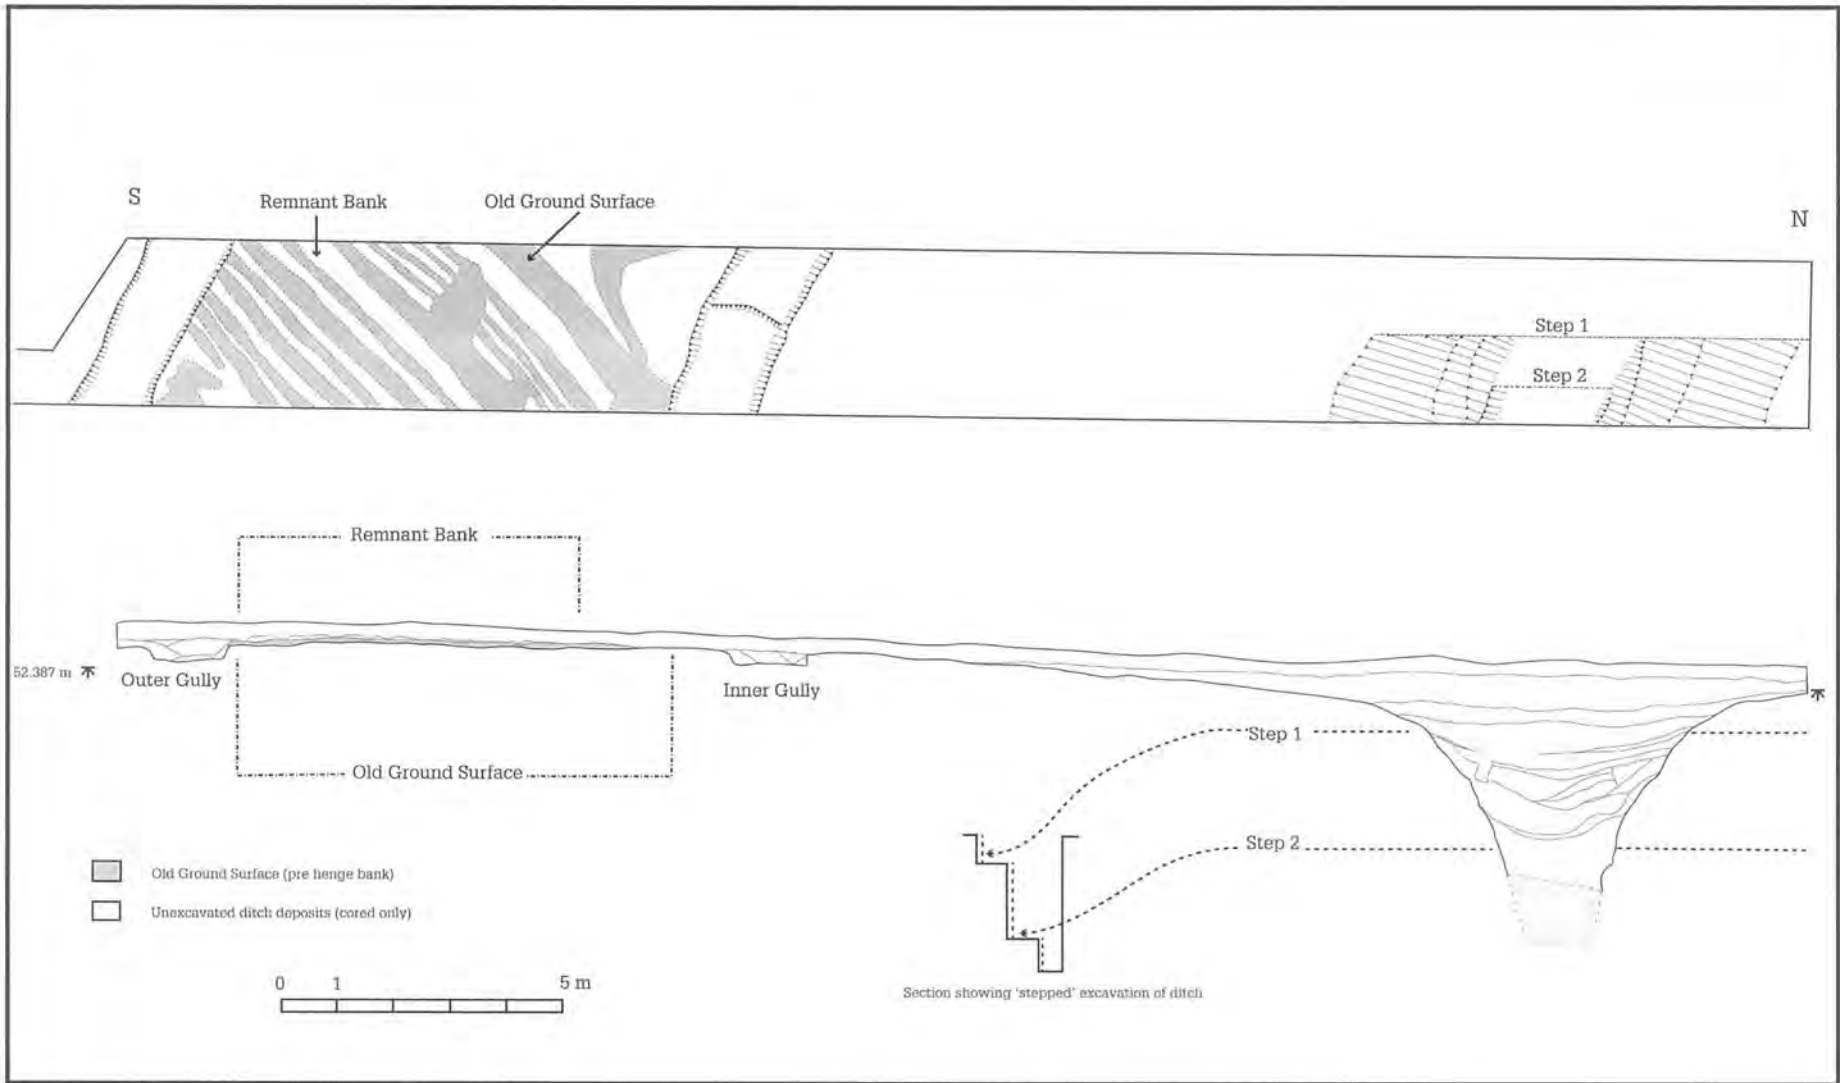 S
Remnant Bank
Old Ground Surface
N
Step 1
Step 2
Remnant Bank
52.387 m
Outer Gully
Inner Gully
Old Ground Surface
Step 1
Step 2
Old Ground Surface (pre henge bank)
Unexcavated ditch deposits (cored only)
0 1 5 m
Section showing 'stepped' excavation of ditch